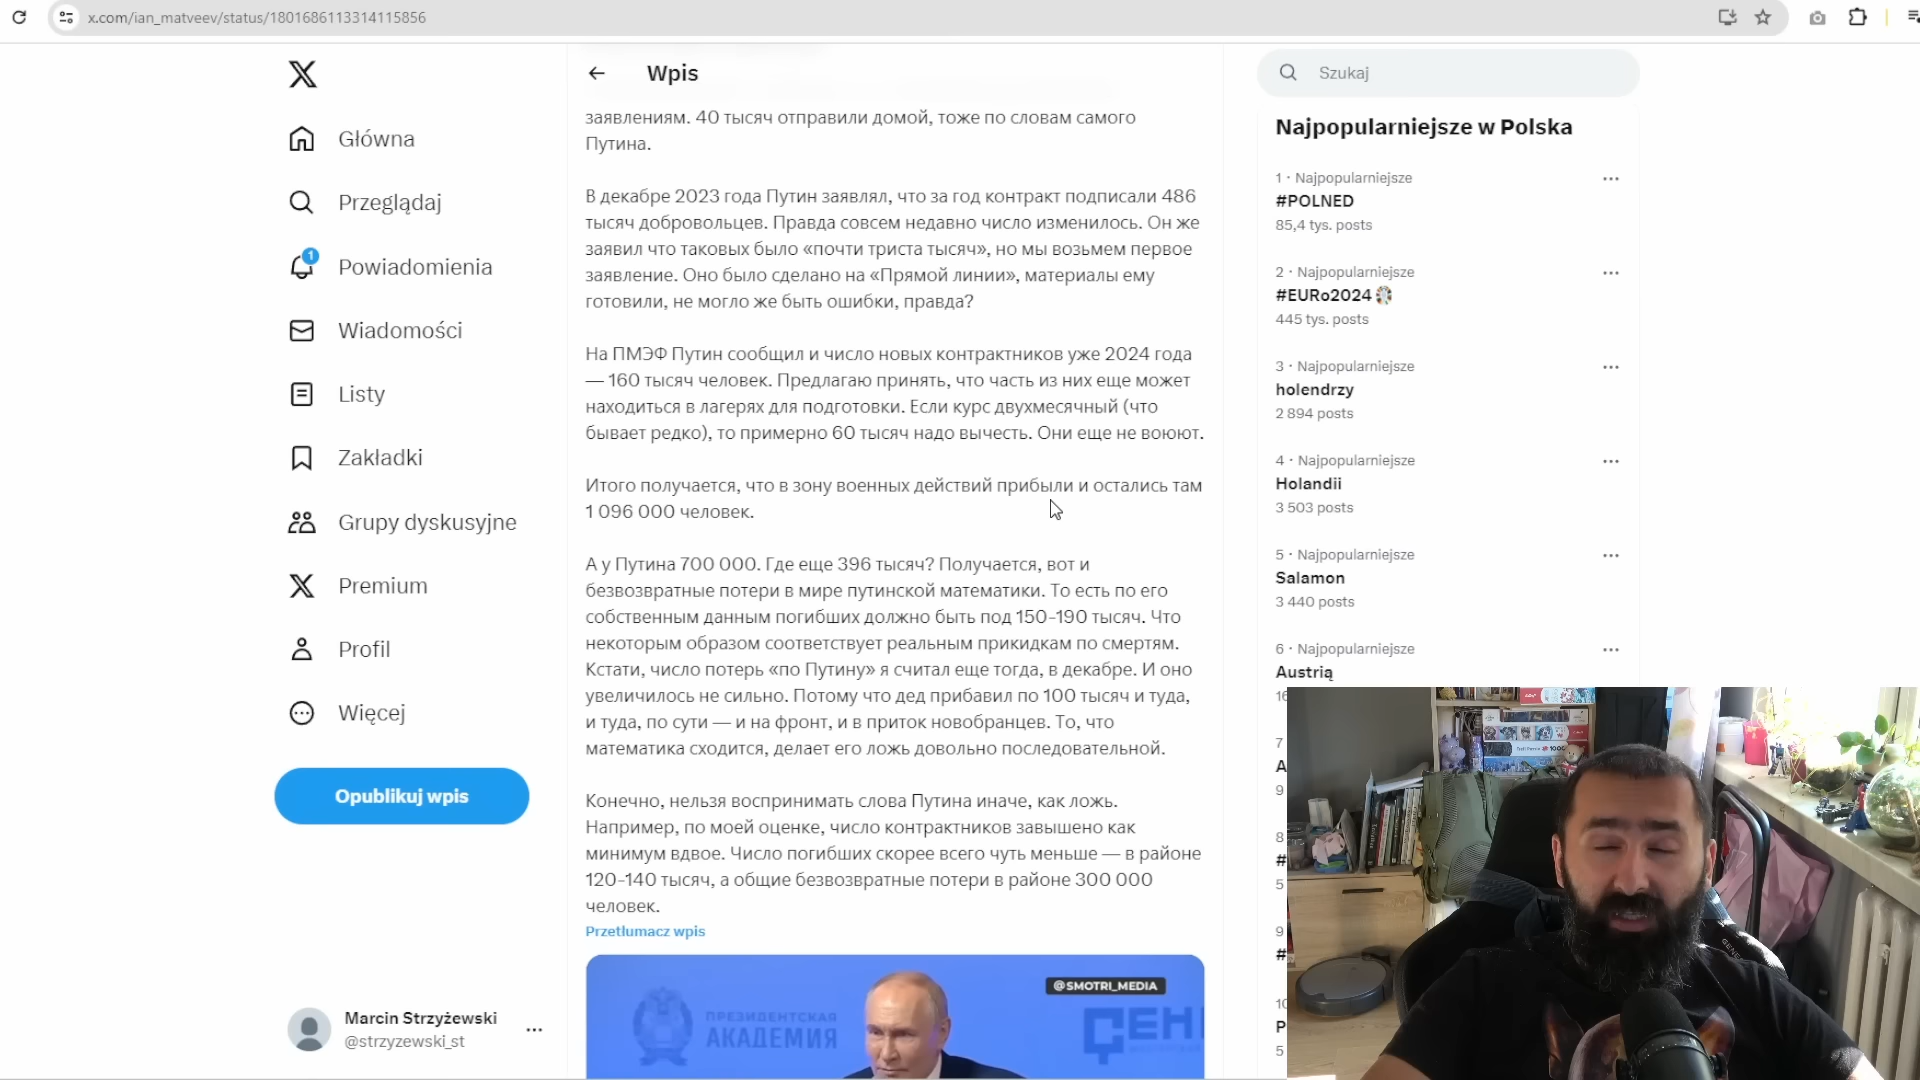 x.com/ian_matveev/status/1801686113314115856
Wpis
Szukaj
Główna
Przeglądaj
1
Powiadomienia
Wiadomości
Listy
Zakładki
Grupy dyskusyjne
Premium
Profil
Więcej
Opublikuj wpis
Marcin Strzyżewski
@strzyzewski_st
заявлениям. 40 тысяч отправили домой, тоже по словам самого
Путина.
В декабре 2023 года Путин заявлял, что за год контракт подписали 486
тысяч добровольцев. Правда совсем недавно число изменилось. Он же
заявил что таковых было «почти триста тысяч», но мы возьмем первое
заявление. Оно было сделано на «Прямой линии», материалы ему
готовили, не могло же быть ошибки, правда?
На ПМЭФ Путин сообщил и число новых контрактников уже 2024 года
— 160 тысяч человек. Предлагаю принять, что часть из них еще может
находиться в лагерях для подготовки. Если курс двухмесячный (что
бывает редко), то примерно 60 тысяч надо вычесть. Они еще не воюют.
Итого получается, что в зону военных действий прибыли и остались там
1 096 000 человек.
А у Путина 700 000. Где еще 396 тысяч? Получается, вот и
безвозвратные потери в мире путинской математики. То есть по его
собственным данным погибших должно быть под 150-190 тысяч. Что
некоторым образом соответствует реальным прикидкам по смертям.
Кстати, число потерь «по Путину» я считал еще тогда, в декабре. И оно
увеличилось не сильно. Потому что дед прибавил по 100 тысяч и туда,
и туда, по сути — и на фронт, и в приток новобранцев. То, что
математика сходится, делает его ложь довольно последовательной.
Конечно, нельзя воспринимать слова Путина иначе, как ложь.
Например, по моей оценке, число контрактников завышено как
минимум вдвое. Число погибших скорее всего чуть меньше — в районе
120-140 тысяч, а общие безвозвратные потери в районе 300 000
человек.
Przetłumacz wpis
@SMOTRI_MEDIA
ПРЕЗИДЕНТСКАЯ
АКАДЕМИЯ
Najpopularniejsze w Polska
1 · Najpopularniejsze
#POLNED
85,4 tys. posts
2 · Najpopularniejsze
#EURo2024
445 tys. posts
3 · Najpopularniejsze
holendrzy
2 894 posts
4 · Najpopularniejsze
Holandii
3 503 posts
5 · Najpopularniejsze
Salamon
3 440 posts
6 · Najpopularniejsze
Austrią
7
8
9